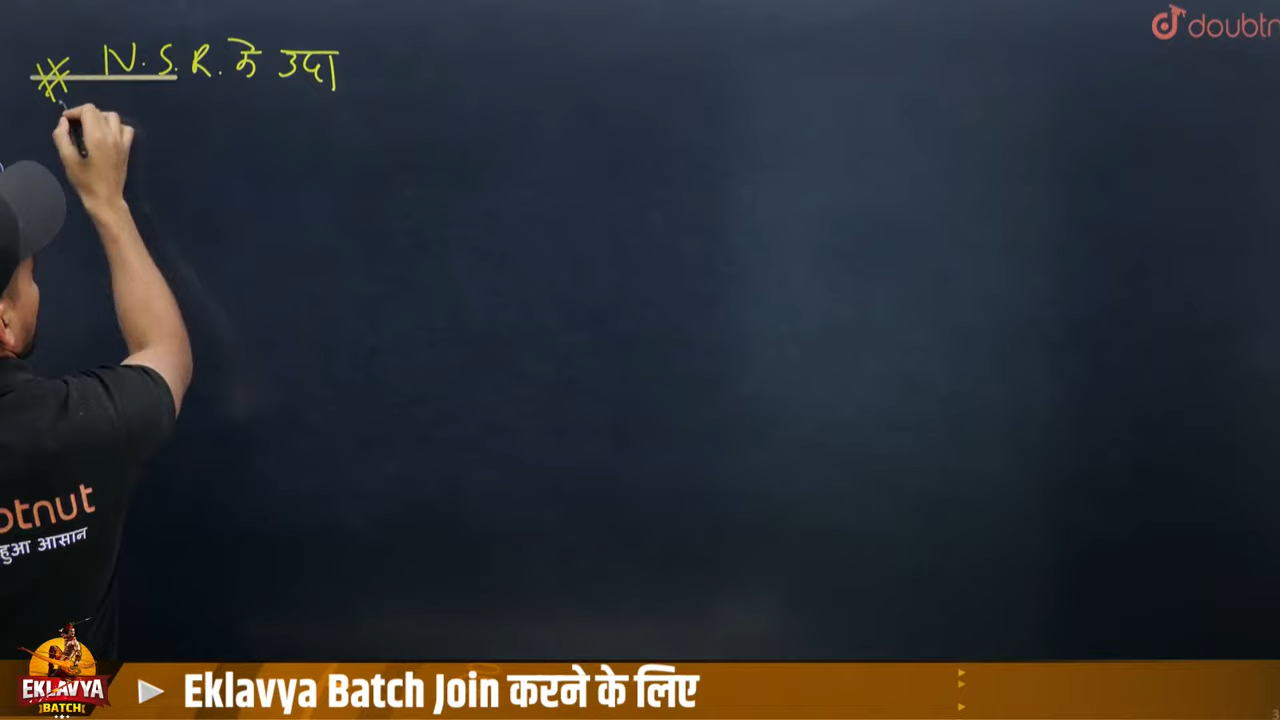 # N.S.R. के उदा
doubtn
otnut
हुआ आसान
EKLAVYA
BATCH
Eklavya Batch Join करने के लिए